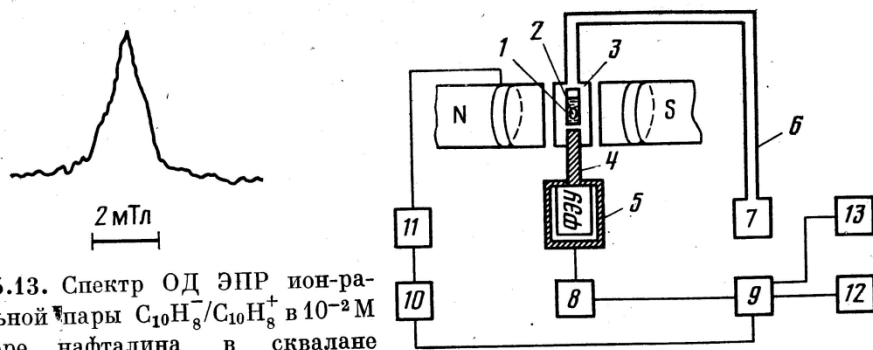 2 мТл
5.13. Спектр ОД ЭПР ион-ра-
ьной пары C₁₀H₈⁻/C₁₀H₈⁺ в 10⁻² М
оре нафталина в сквалане
1
2
3
N
S
4
6
ФЭУ
5
7
13
11
10
8
9
12